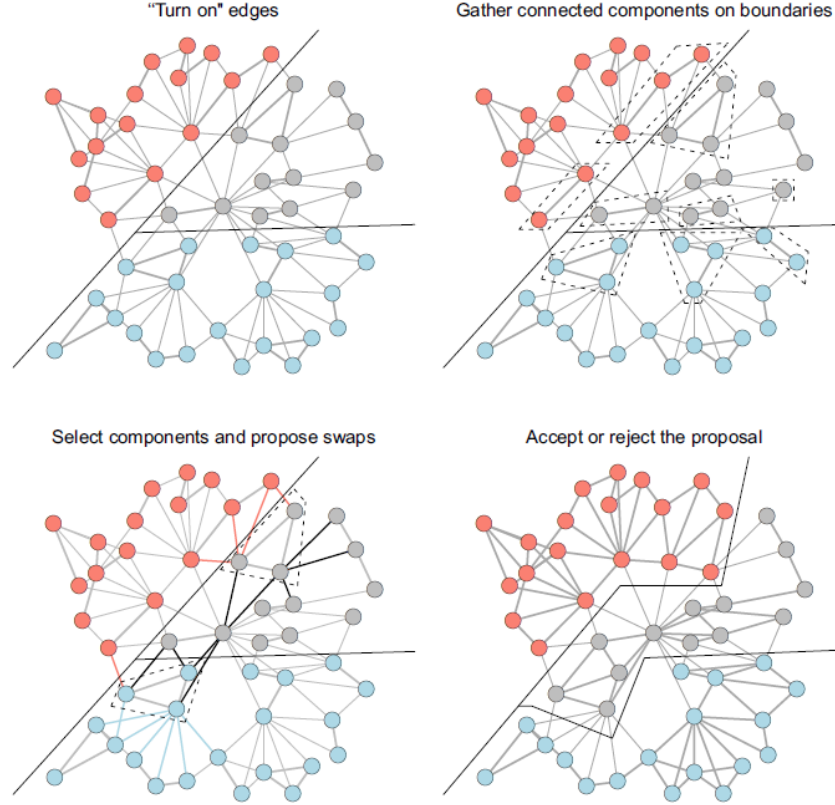 “Turn on" edges
Gather connected components on boundaries
Select components and propose swaps
Accept or reject the proposal